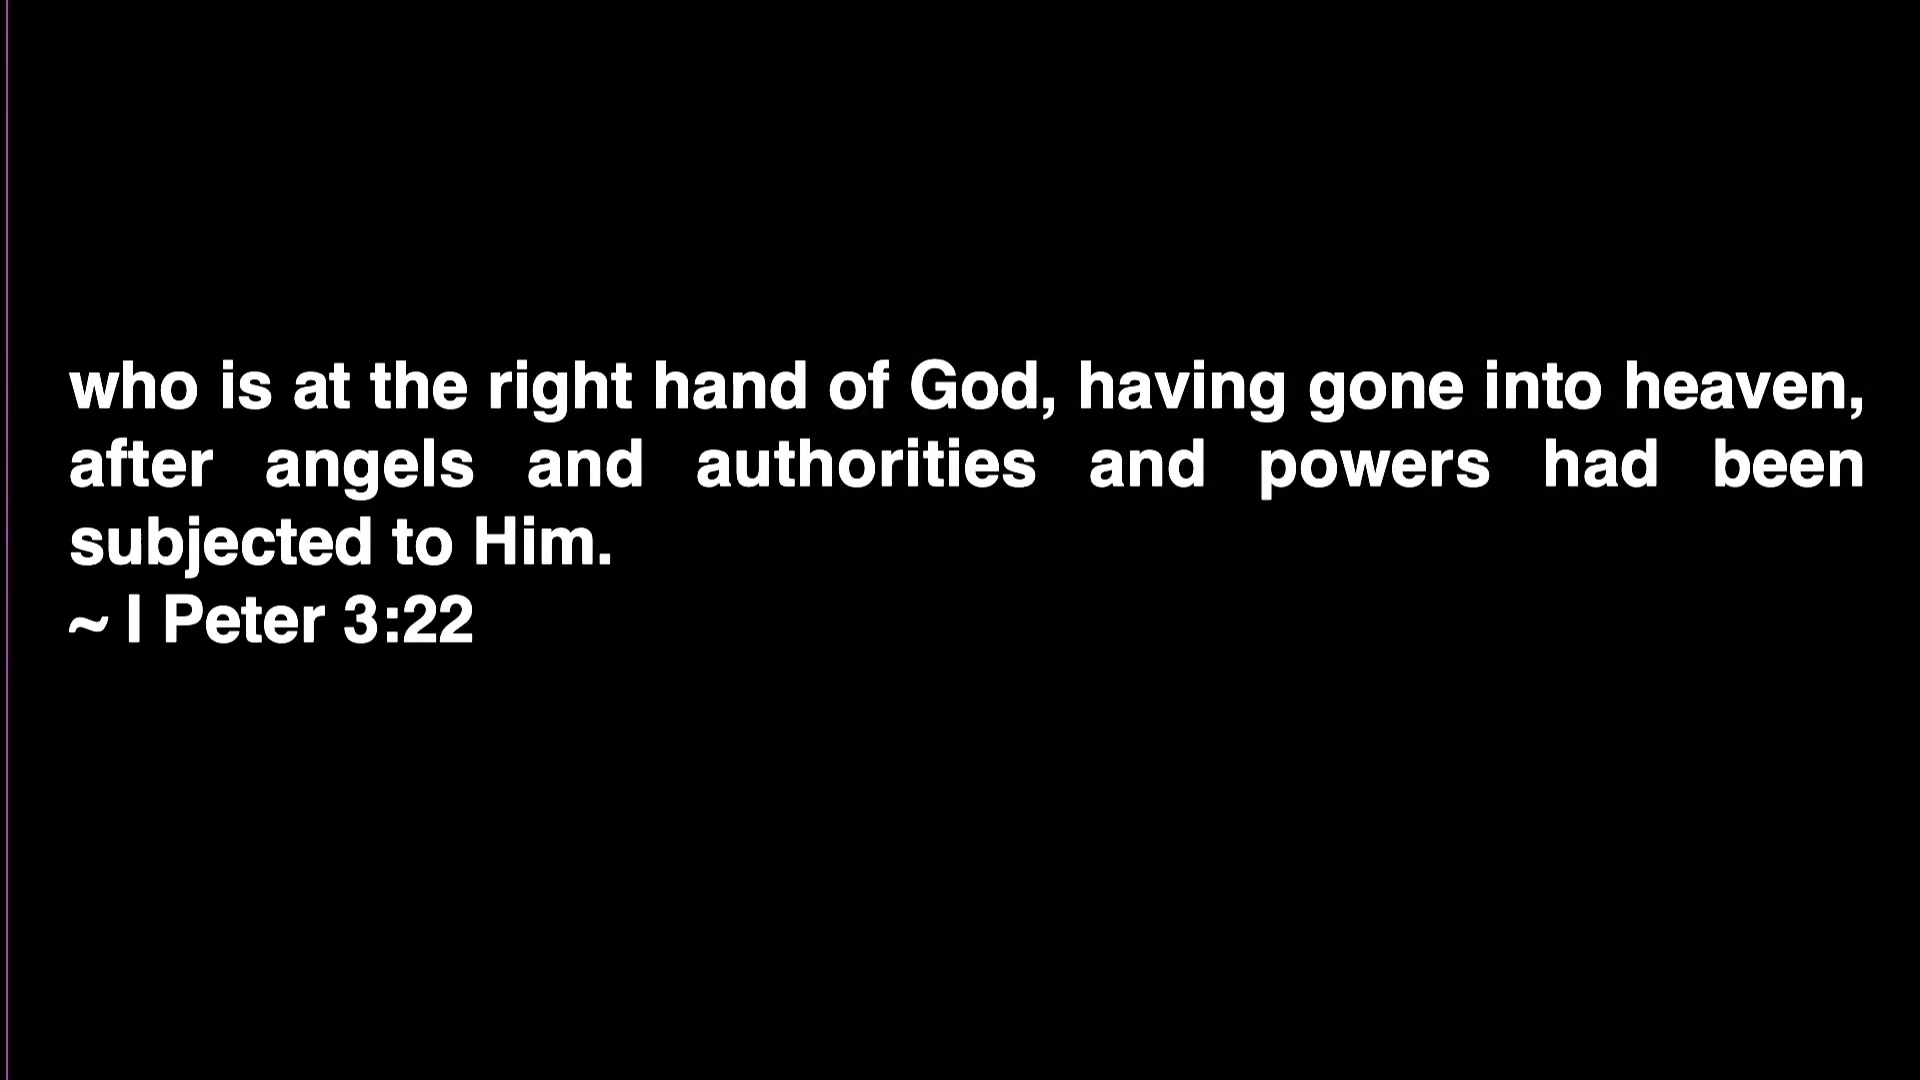 who is at the right hand of God, having gone into heaven,
after angels and authorities and powers had been
subjected to Him.
~ I Peter 3:22